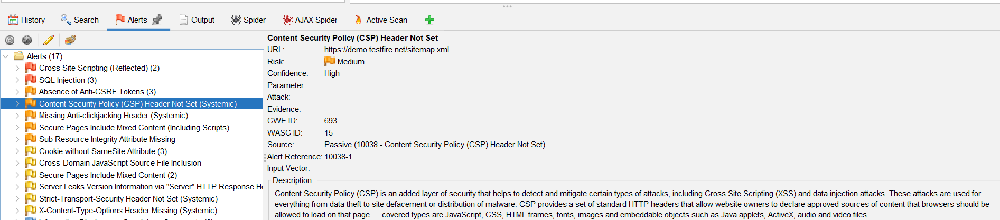 History Search Alerts Output Spider AJAX Spider Active Scan
Alerts (17)
Cross Site Scripting (Reflected) (2)
SQL Injection (3)
Absence of Anti-CSRF Tokens (3)
Content Security Policy (CSP) Header Not Set (Systemic)
Missing Anti-clickjacking Header (Systemic)
Secure Pages Include Mixed Content (Including Scripts)
Sub Resource Integrity Attribute Missing
Cookie without SameSite Attribute (3)
Cross-Domain JavaScript Source File Inclusion
Secure Pages Include Mixed Content (2)
Server Leaks Version Information via "Server" HTTP Response He
Strict-Transport-Security Header Not Set (Systemic)
X-Content-Type-Options Header Missing (Systemic)
Content Security Policy (CSP) Header Not Set
URL: https://demo.testfire.net/sitemap.xml
Risk: Medium
Confidence: High
Parameter:
Attack:
Evidence:
CWE ID: 693
WASC ID: 15
Source: Passive (10038 - Content Security Policy (CSP) Header Not Set)
Alert Reference: 10038-1
Input Vector:
Description:
Content Security Policy (CSP) is an added layer of security that helps to detect and mitigate certain types of attacks, including Cross Site Scripting (XSS) and data injection attacks. These attacks are used for
everything from data theft to site defacement or distribution of malware. CSP provides a set of standard HTTP headers that allow website owners to declare approved sources of content that browsers should be
allowed to load on that page — covered types are JavaScript, CSS, HTML frames, fonts, images and embeddable objects such as Java applets, ActiveX, audio and video files.